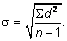 σ = √(Σd²/(n - 1)).